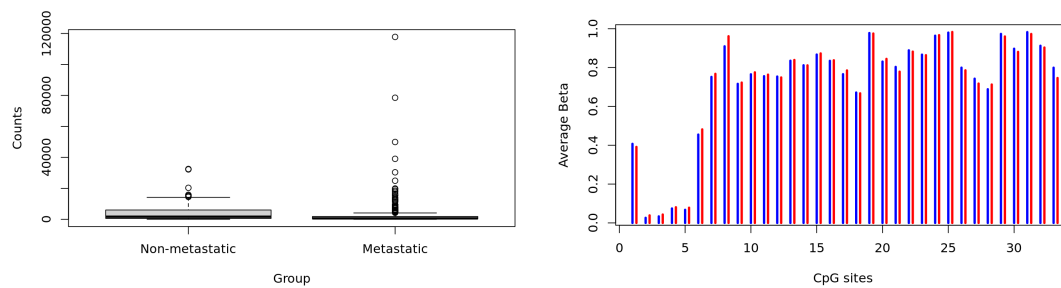 120000
80000
40000
0
Counts
Non-metastatic
Metastatic
Group
1.0
0.8
0.6
0.4
0.2
0.0
Average Beta
0 5 10 15 20 25 30
CpG sites